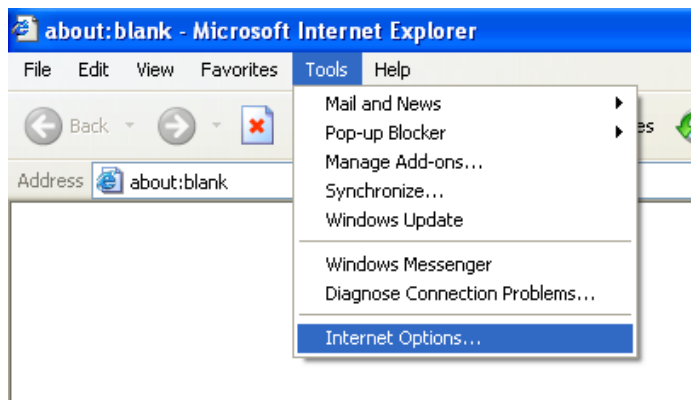 about:blank - Microsoft Internet Explorer
File Edit View Favorites Tools Help
Mail and News
Back
Pop-up Blocker
es
Manage Add-ons...
Address about:blank
Synchronize...
Windows Update
Windows Messenger
Diagnose Connection Problems...
Internet Options...